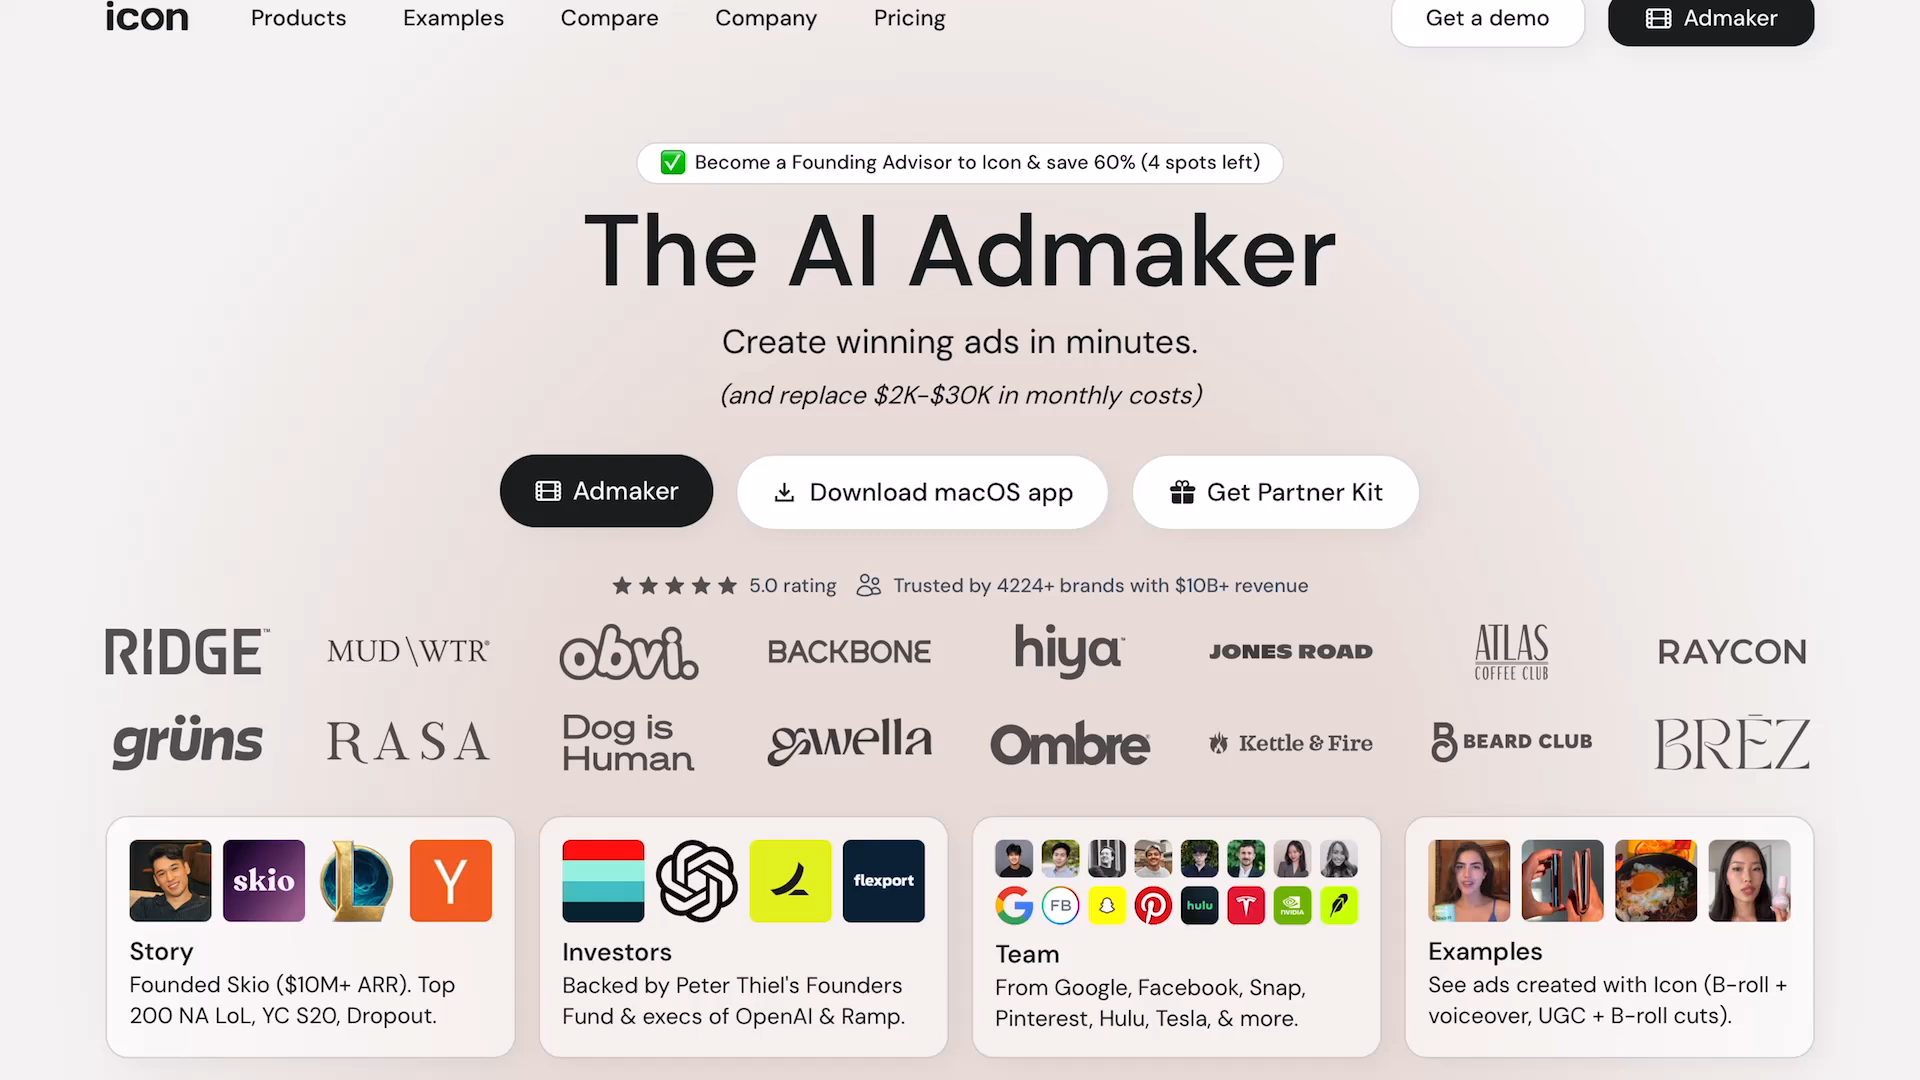 icon
Products
Examples
Compare
Company
Pricing
Get a demo
Admaker
Become a Founding Advisor to Icon & save 60% (4 spots left)
The AI Admaker
Create winning ads in minutes.
(and replace $2K-$30K in monthly costs)
Admaker
Download macOS app
Get Partner Kit
5.0 rating
Trusted by 4224+ brands with $10B+ revenue
RIDGE™
MUD\WTR®
obvi.
BACKBONE
hiya™
JONES ROAD
ATLAS
COFFEE CLUB
RAYCON
grüns
RASA
Dog is
Human
gowella
Ombre
Kettle & Fire
BEARD CLUB
BRĒZ
skio
Y
flexport
FB
hulu
NVIDIA
Story
Founded Skio ($10M+ ARR). Top
200 NA LoL, YC S20, Dropout.
Investors
Backed by Peter Thiel's Founders
Fund & execs of OpenAI & Ramp.
Team
From Google, Facebook, Snap,
Pinterest, Hulu, Tesla, & more.
Examples
See ads created with Icon (B-roll +
voiceover, UGC + B-roll cuts).